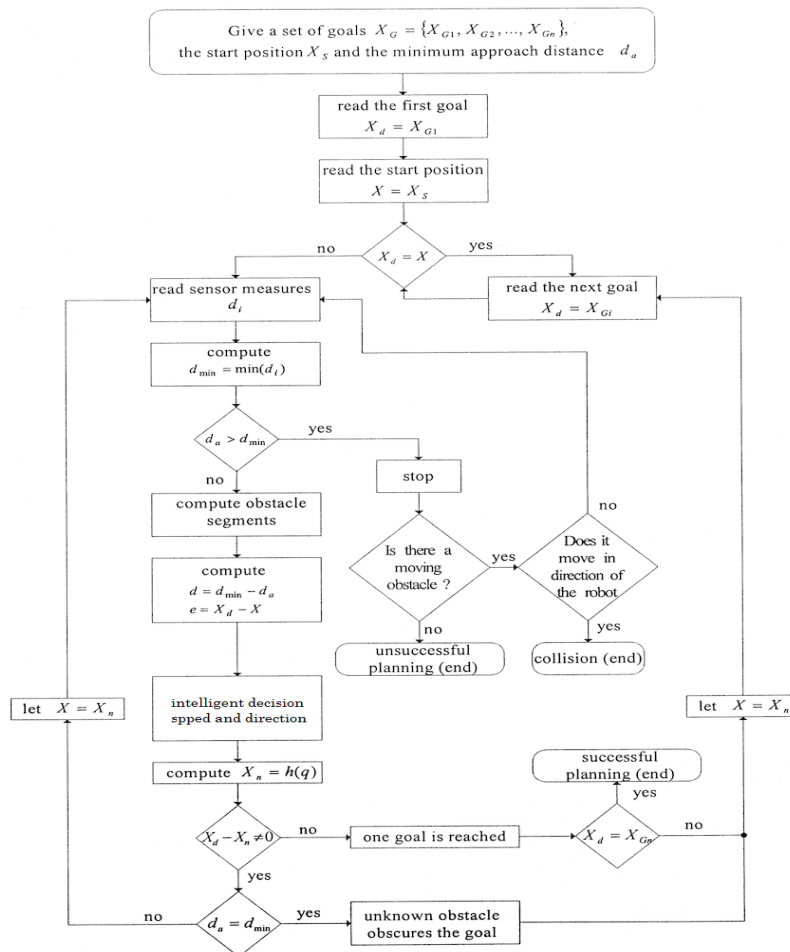 Give a set of goals X_G = {X_G1, X_G2, ..., X_Gn},
the start position X_S and the minimum approach distance d_a
read the first goal
X_d = X_G1
read the start position
X = X_S
no
X_d = X
yes
read sensor measures
d_i
read the next goal
X_d = X_Gi
compute
d_min = min(d_i)
d_a > d_min
yes
no
stop
compute obstacle
segments
Is there a
moving
obstacle ?
yes
no
Does it
move in
direction of
the robot
no
yes
compute
d = d_min − d_a
e = X_d − X
unsuccessful
planning (end)
collision (end)
intelligent decision
spped and direction
let X = X_n
let X = X_n
compute X_n = h(q)
successful
planning (end)
yes
X_d − X_n ≠ 0
no
one goal is reached
X_d = X_Gn
no
yes
no
d_a = d_min
yes
unknown obstacle
obscures the goal